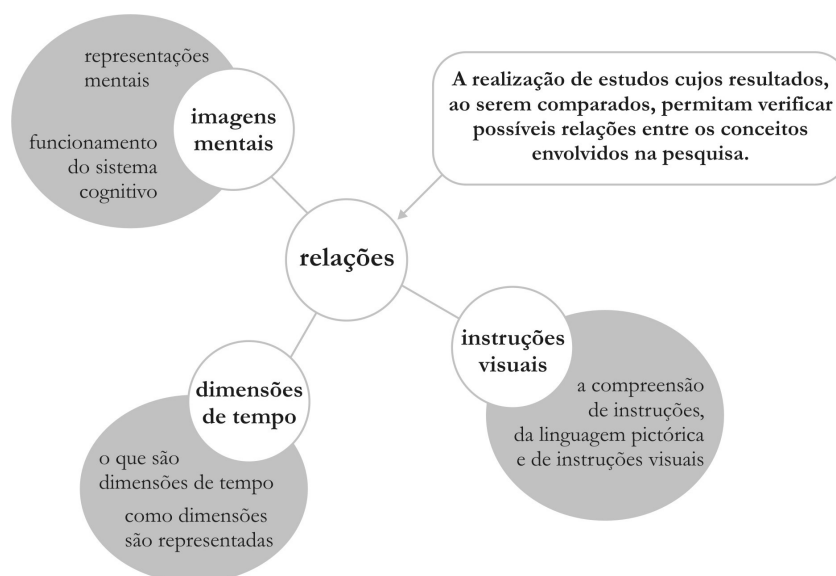 representações
mentais
funcionamento
do sistema
cognitivo
imagens
mentais
A realização de estudos cujos resultados,
ao serem comparados, permitam verificar
possíveis relações entre os conceitos
envolvidos na pesquisa.
relações
instruções
visuais
a compreensão
de instruções,
da linguagem pictórica
e de instruções visuais
dimensões
de tempo
o que são
dimensões de tempo
como dimensões
são representadas